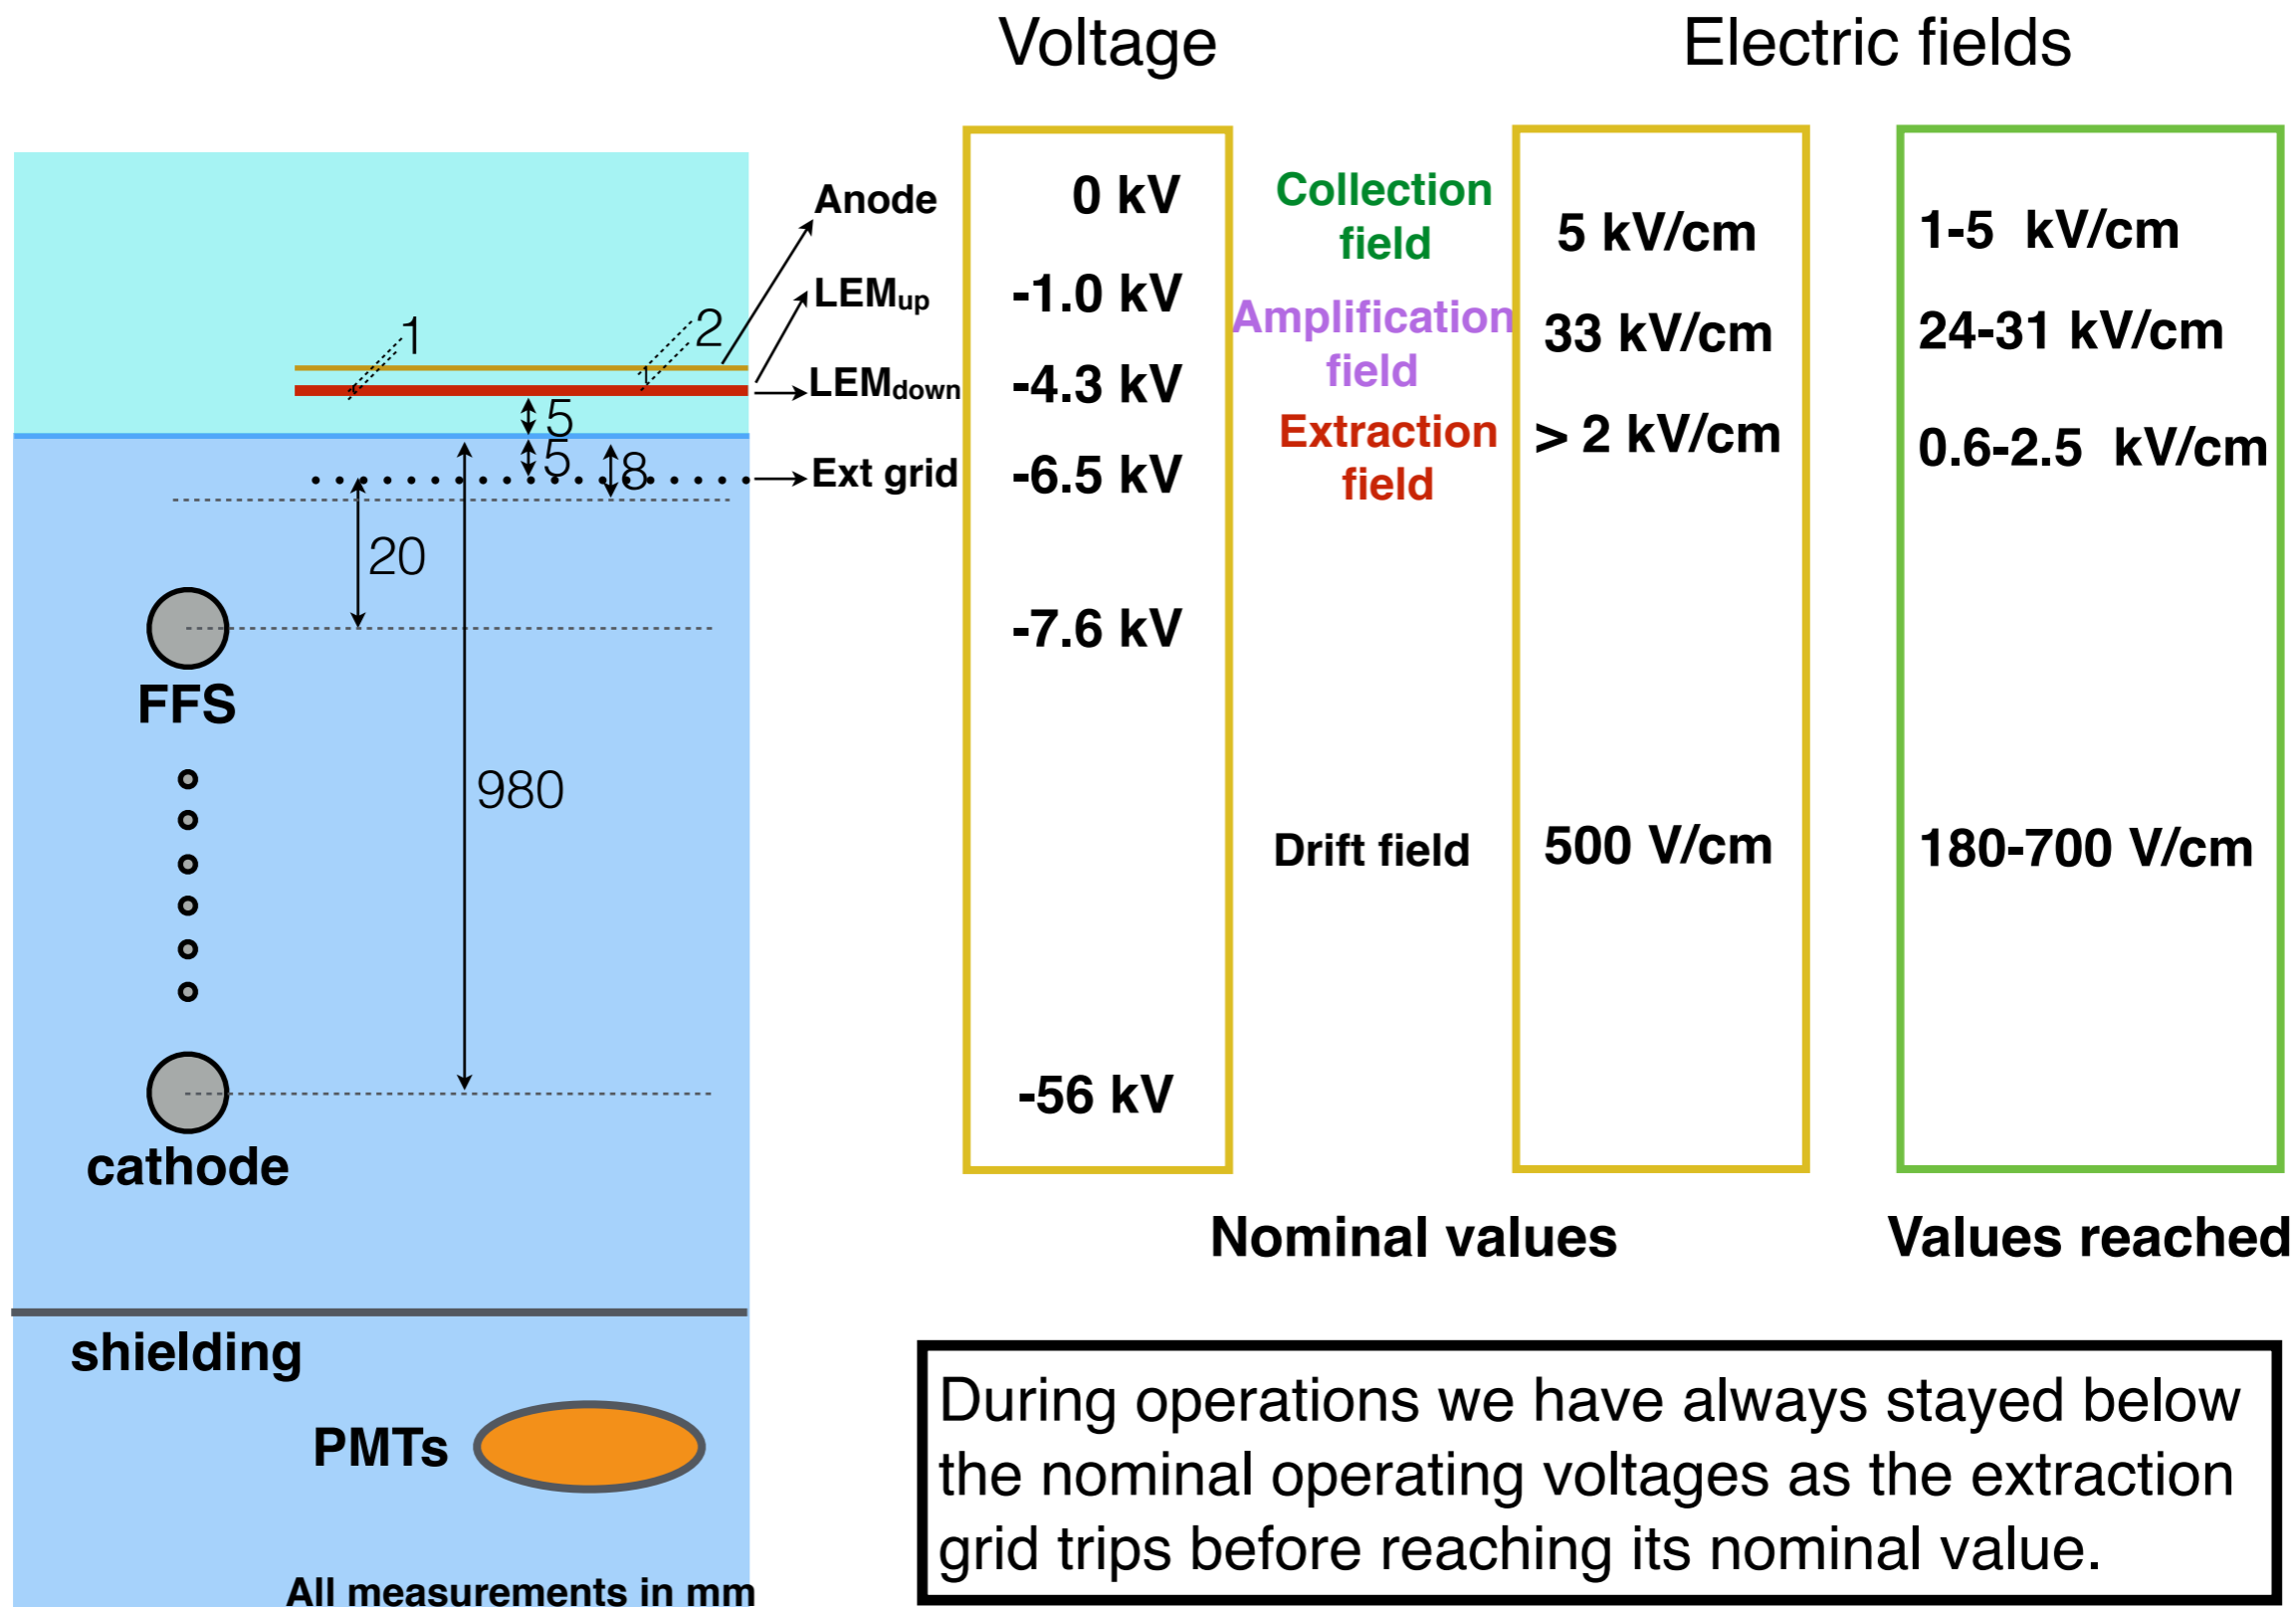 Voltage
Electric fields
Anode
0 kV
Collection
field
5 kV/cm
1-5 kV/cm
LEMup
-1.0 kV
1
2
Amplification
field
33 kV/cm
24-31 kV/cm
LEMdown
-4.3 kV
5
Extraction
field
> 2 kV/cm
0.6-2.5 kV/cm
5
8
Ext grid
-6.5 kV
20
-7.6 kV
FFS
980
Drift field
500 V/cm
180-700 V/cm
-56 kV
cathode
Nominal values
Values reached
shielding
PMTs
All measurements in mm
During operations we have always stayed below
the nominal operating voltages as the extraction
grid trips before reaching its nominal value.